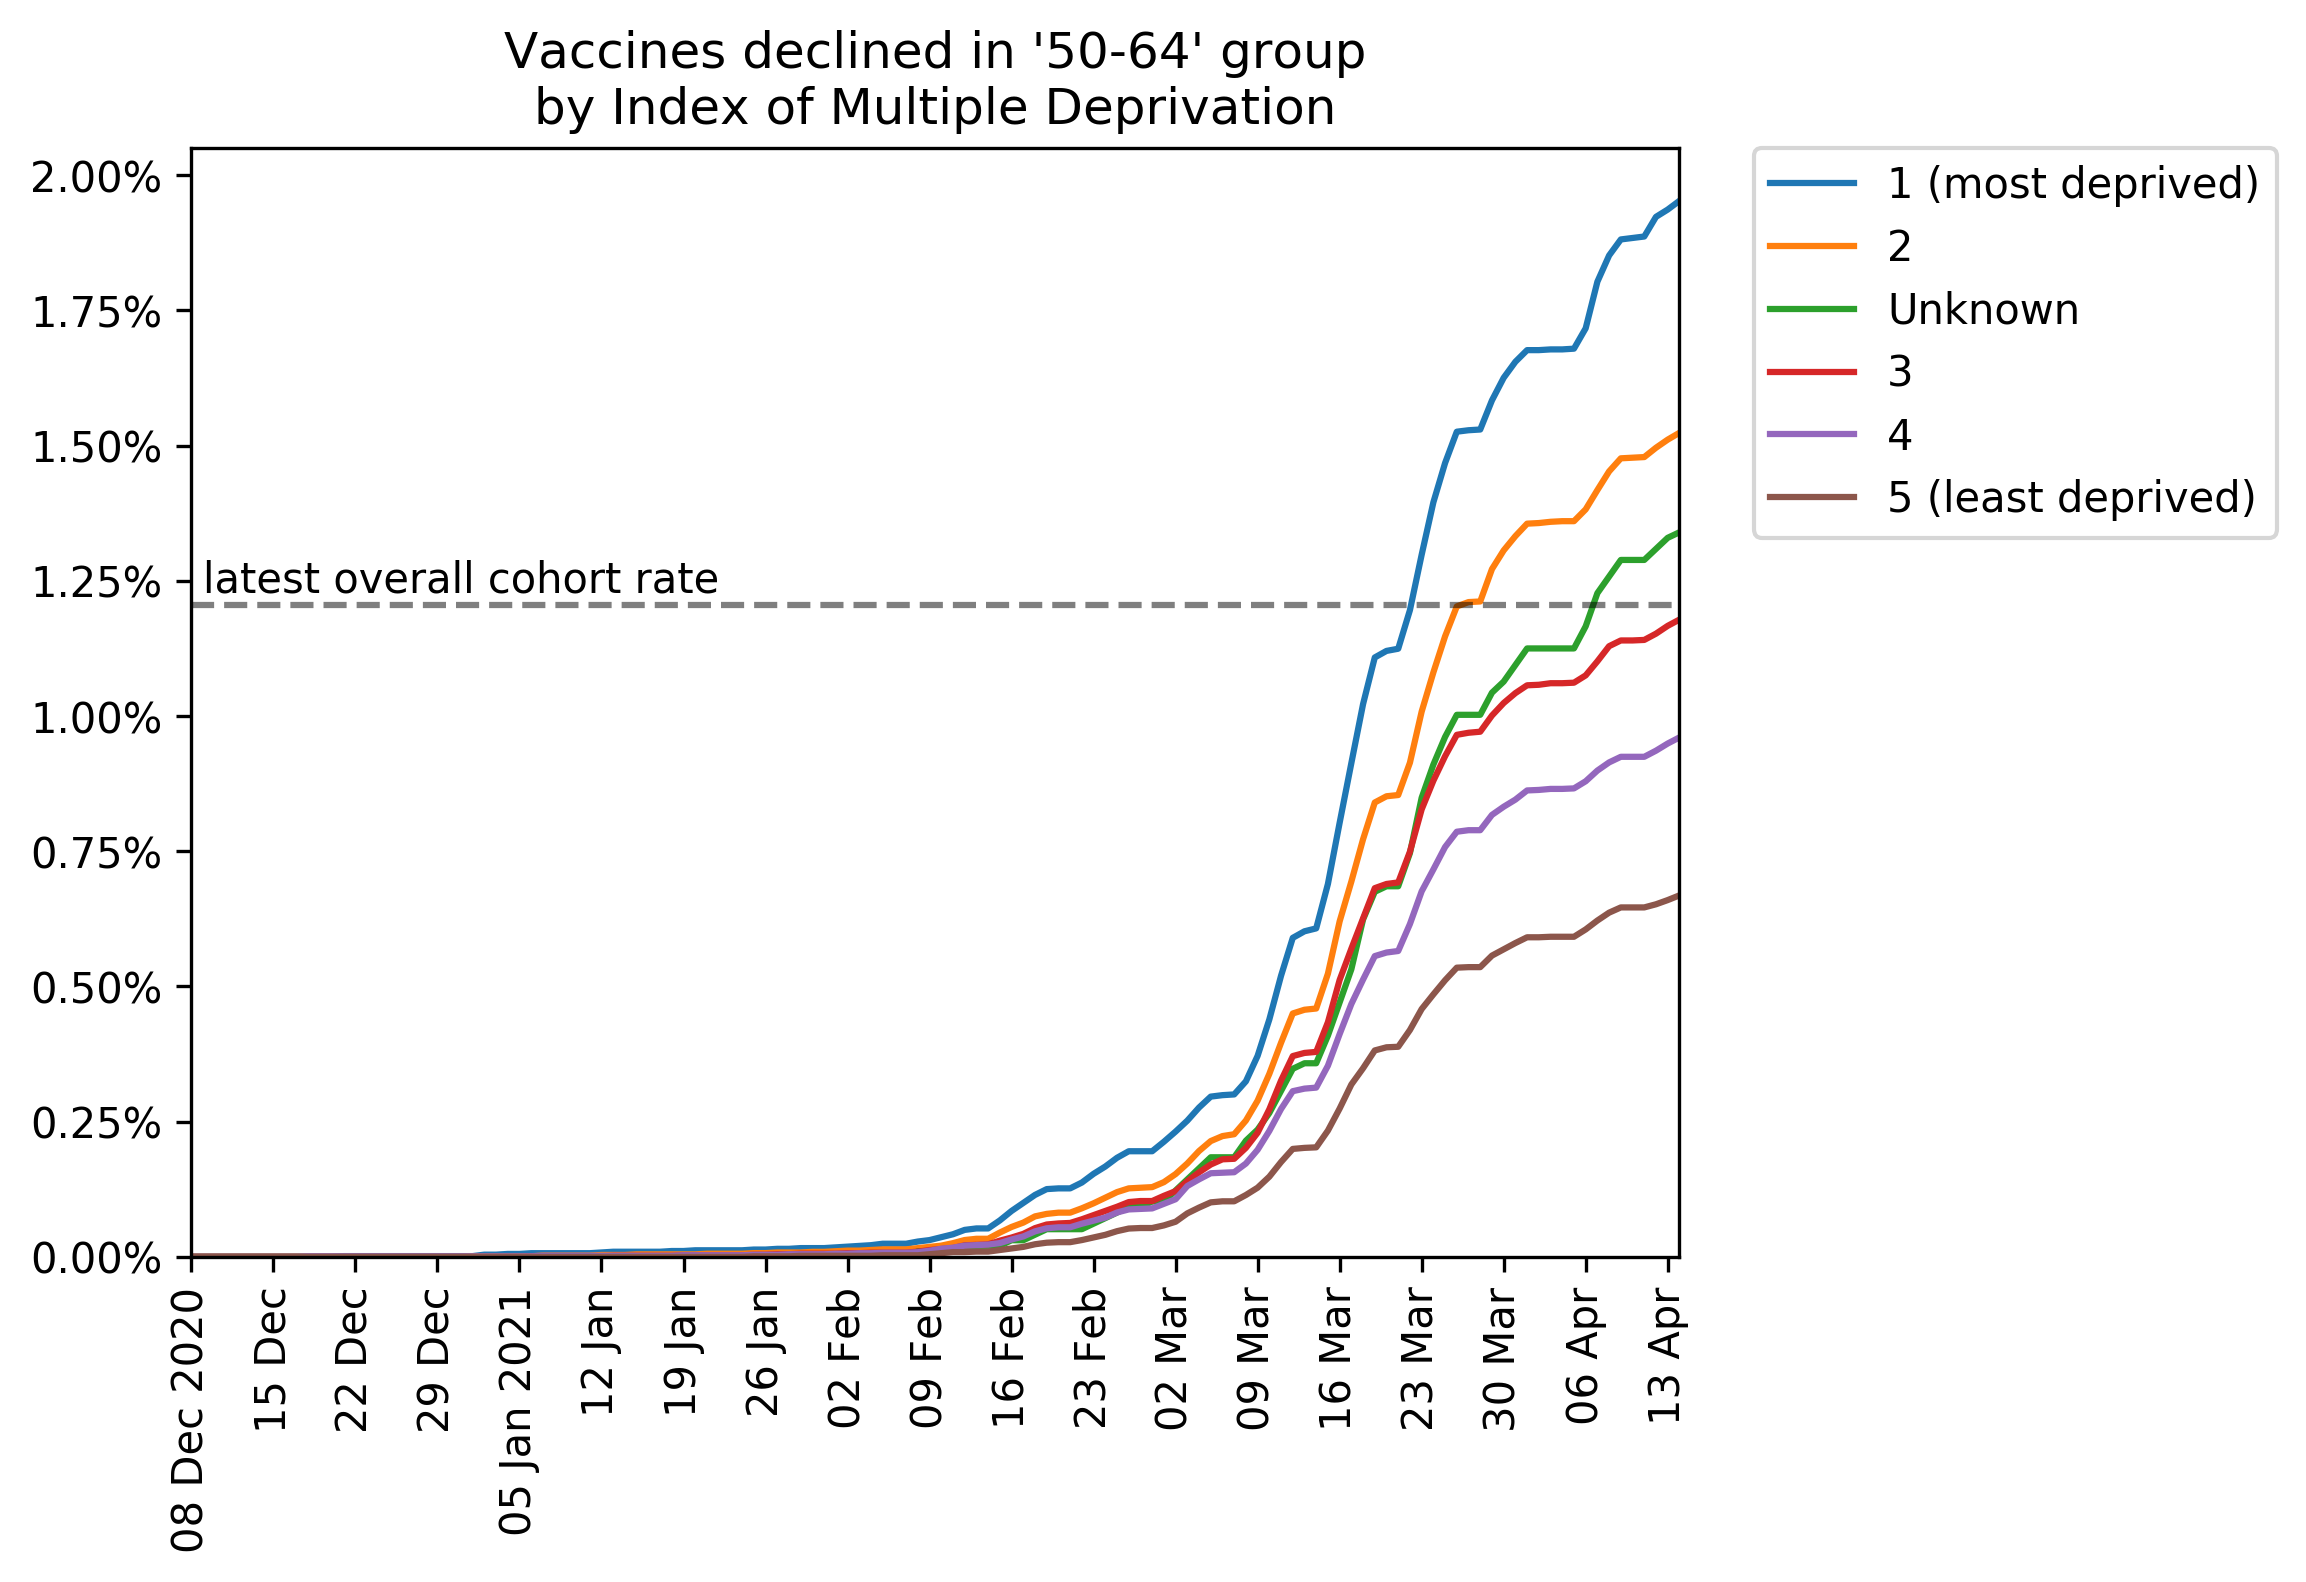 Vaccines declined in '50-64' group
by Index of Multiple Deprivation
2.00%
1.75%
1.50%
1.25%
1.00%
0.75%
0.50%
0.25%
0.00%
latest overall cohort rate
08 Dec 2020
15 Dec
22 Dec
29 Dec
05 Jan 2021
12 Jan
19 Jan
26 Jan
02 Feb
09 Feb
16 Feb
23 Feb
02 Mar
09 Mar
16 Mar
23 Mar
30 Mar
06 Apr
13 Apr
1 (most deprived)
2
Unknown
3
4
5 (least deprived)